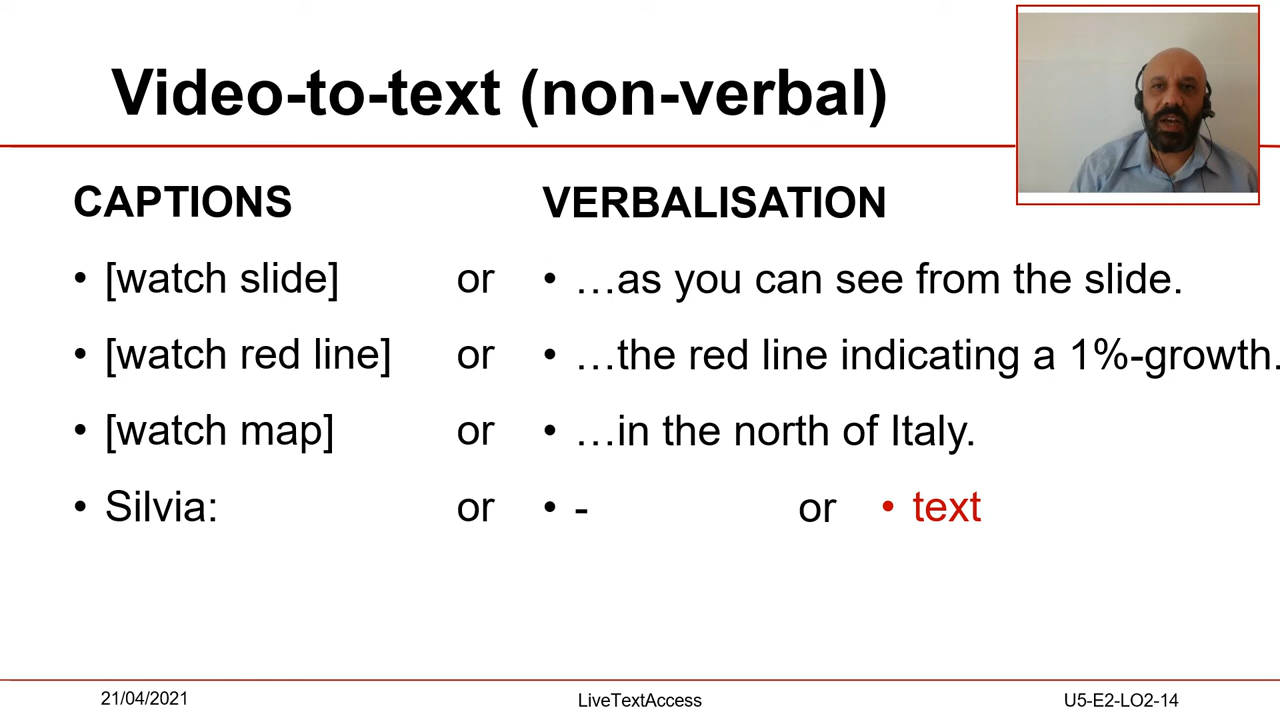 Video-to-text (non-verbal)
CAPTIONS VERBALISATION
• [watch slide] or • …as you can see from the slide.
• [watch red line] or • …the red line indicating a 1%-growth.
• [watch map] or • …in the north of Italy.
• Silvia: or • - or • text
21/04/2021 LiveTextAccess U5-E2-LO2-14